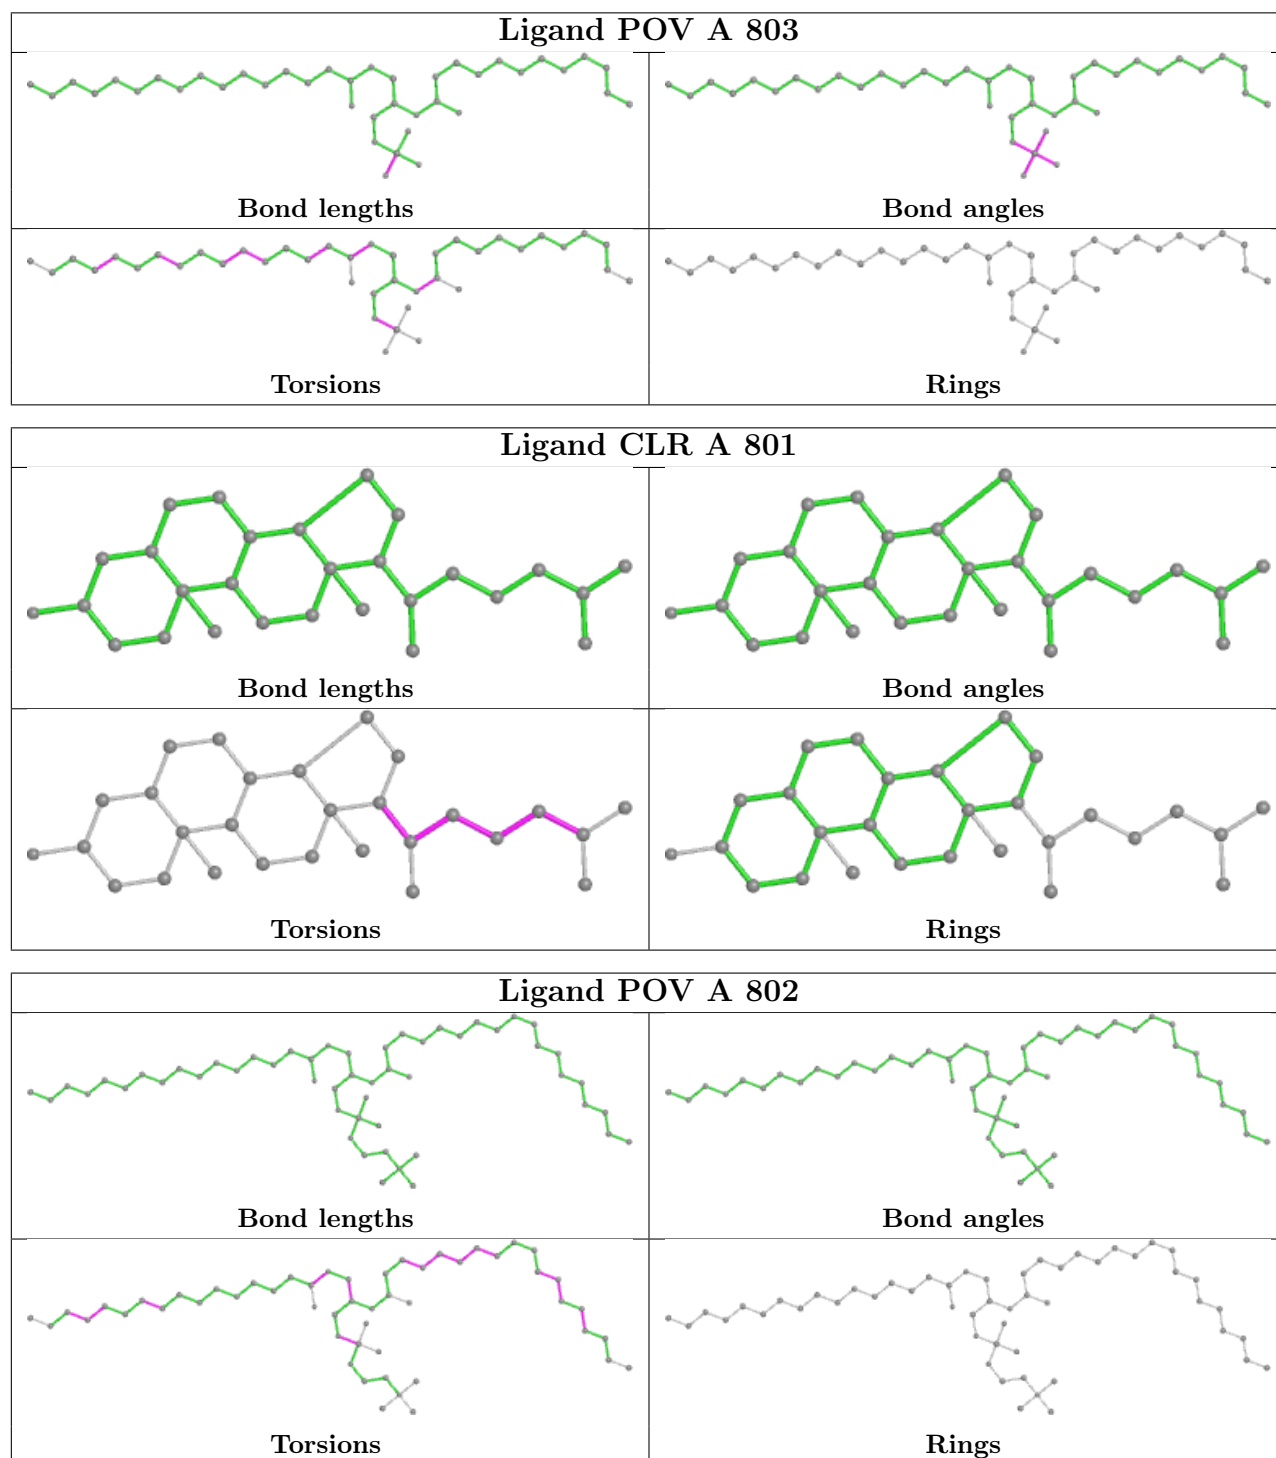 Ligand POV A 803
Bond lengths
Bond angles
Torsions
Rings
Ligand CLR A 801
Bond lengths
Bond angles
Torsions
Rings
Ligand POV A 802
Bond lengths
Bond angles
Torsions
Rings